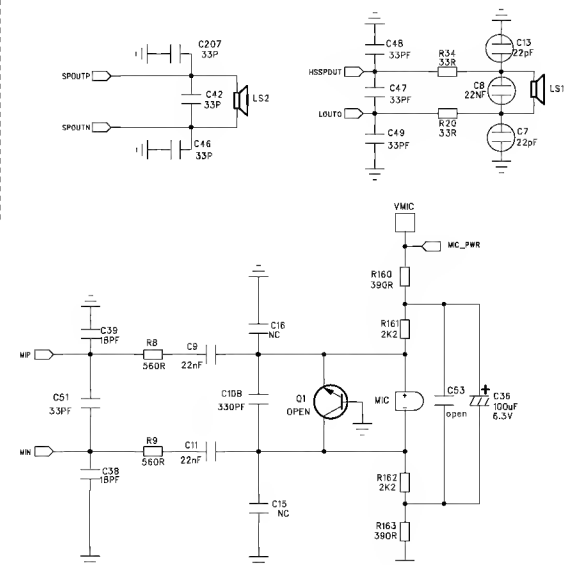 C207
33P
SPOUTP
C42
33P
LS2
SPOUTN
C46
33P
C48
33PF
R34
33R
C13
22pF
HSSPOUT
C47
33PF
C8
22NF
LS1
LOUTO
R20
33R
C49
33PF
C7
22pF
VMIC
MIC_PWR
R160
390R
C39
18PF
C16
NC
R161
2K2
MIP
R8
560R
C9
22nF
C51
33PF
C108
330PF
Q1
OPEN
MIC
C53
open
C36
100uF
6.3V
MIN
R9
560R
C11
22nF
C38
18PF
R162
2K2
C15
NC
R163
390R